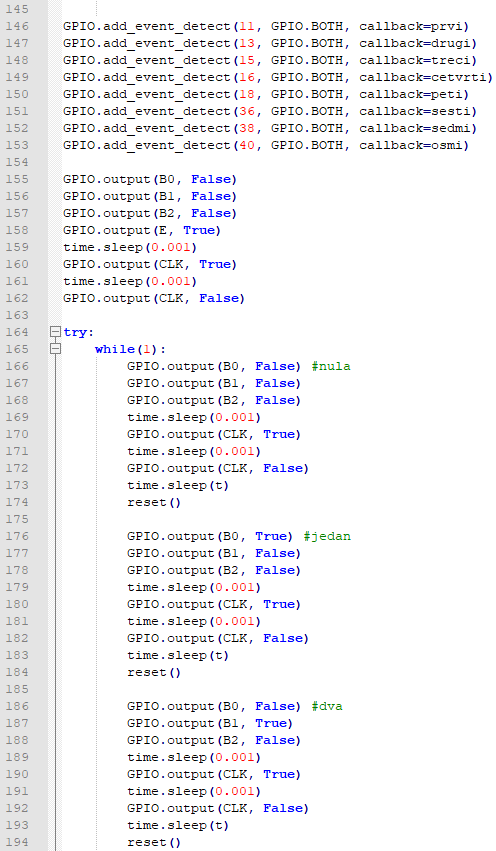 145
146 GPIO.add_event_detect(11, GPIO.BOTH, callback=prvi)
147 GPIO.add_event_detect(13, GPIO.BOTH, callback=drugi)
148 GPIO.add_event_detect(15, GPIO.BOTH, callback=treci)
149 GPIO.add_event_detect(16, GPIO.BOTH, callback=cetvrti)
150 GPIO.add_event_detect(18, GPIO.BOTH, callback=peti)
151 GPIO.add_event_detect(36, GPIO.BOTH, callback=sesti)
152 GPIO.add_event_detect(38, GPIO.BOTH, callback=sedmi)
153 GPIO.add_event_detect(40, GPIO.BOTH, callback=osmi)
154
155 GPIO.output(B0, False)
156 GPIO.output(B1, False)
157 GPIO.output(B2, False)
158 GPIO.output(E, True)
159 time.sleep(0.001)
160 GPIO.output(CLK, True)
161 time.sleep(0.001)
162 GPIO.output(CLK, False)
163
164 try:
165     while(1):
166         GPIO.output(B0, False) #nula
167         GPIO.output(B1, False)
168         GPIO.output(B2, False)
169         time.sleep(0.001)
170         GPIO.output(CLK, True)
171         time.sleep(0.001)
172         GPIO.output(CLK, False)
173         time.sleep(t)
174         reset()
175
176         GPIO.output(B0, True) #jedan
177         GPIO.output(B1, False)
178         GPIO.output(B2, False)
179         time.sleep(0.001)
180         GPIO.output(CLK, True)
181         time.sleep(0.001)
182         GPIO.output(CLK, False)
183         time.sleep(t)
184         reset()
185
186         GPIO.output(B0, False) #dva
187         GPIO.output(B1, True)
188         GPIO.output(B2, False)
189         time.sleep(0.001)
190         GPIO.output(CLK, True)
191         time.sleep(0.001)
192         GPIO.output(CLK, False)
193         time.sleep(t)
194         reset()